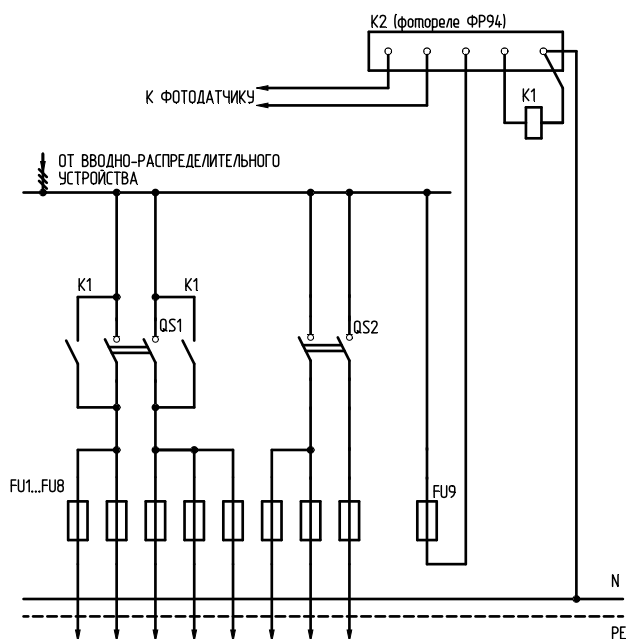 K2 (фотореле ФР94)
К ФОТОДАТЧИКУ
K1
ОТ ВВОДНО-РАСПРЕДЕЛИТЕЛЬНОГО
УСТРОЙСТВА
K1
K1
QS1
QS2
FU1...FU8
FU9
N
PE